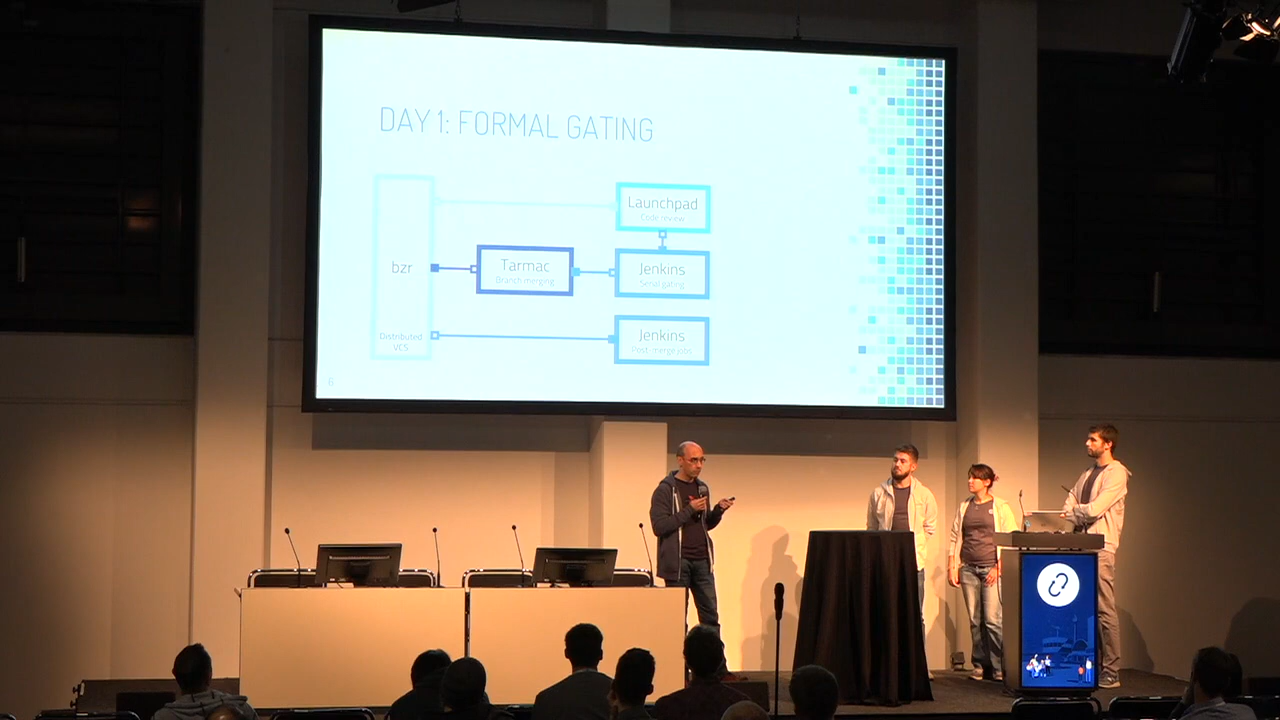 DAY 1: FORMAL GATING
Launchpad
Code review
bzr
Tarmac
Branch merging
Jenkins
Serial gating
Distributed
VCS
Jenkins
Post-merge jobs
6